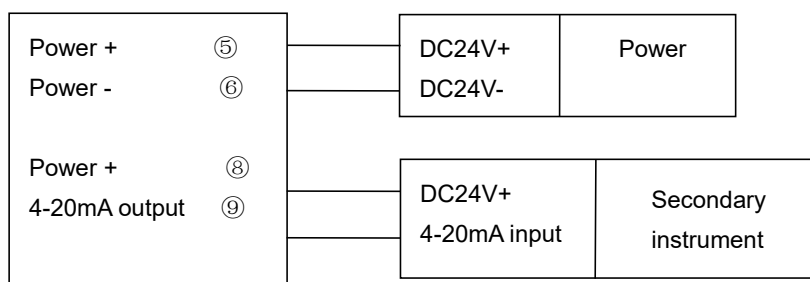 Power + ⑤
DC24V+
Power
Power - ⑥
DC24V-
Power + ⑧
4-20mA output ⑨
DC24V+
4-20mA input
Secondary
instrument